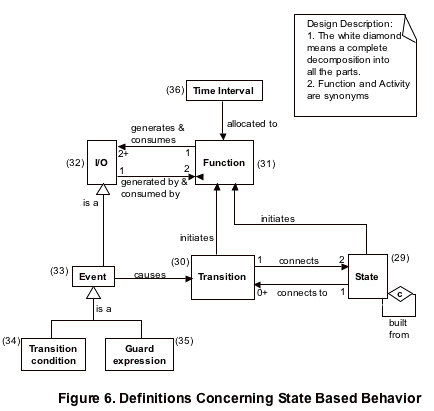 Design Description:
1. The white diamond
means a complete
decomposition into
all the parts.
2. Function and Activity
are synonyms
(36)
Time Interval
allocated to
generates &
consumes
(32)
I/O
2+
1
Function
(31)
1
2
generated by &
consumed by
is a
initiates
initiates
(33)
Event
causes
(30)
Transition
1
connects
2
State
(29)
0+
connects to
1
c
built
from
is a
(34)
Transition
condition
Guard
expression
(35)
Figure 6. Definitions Concerning State Based Behavior